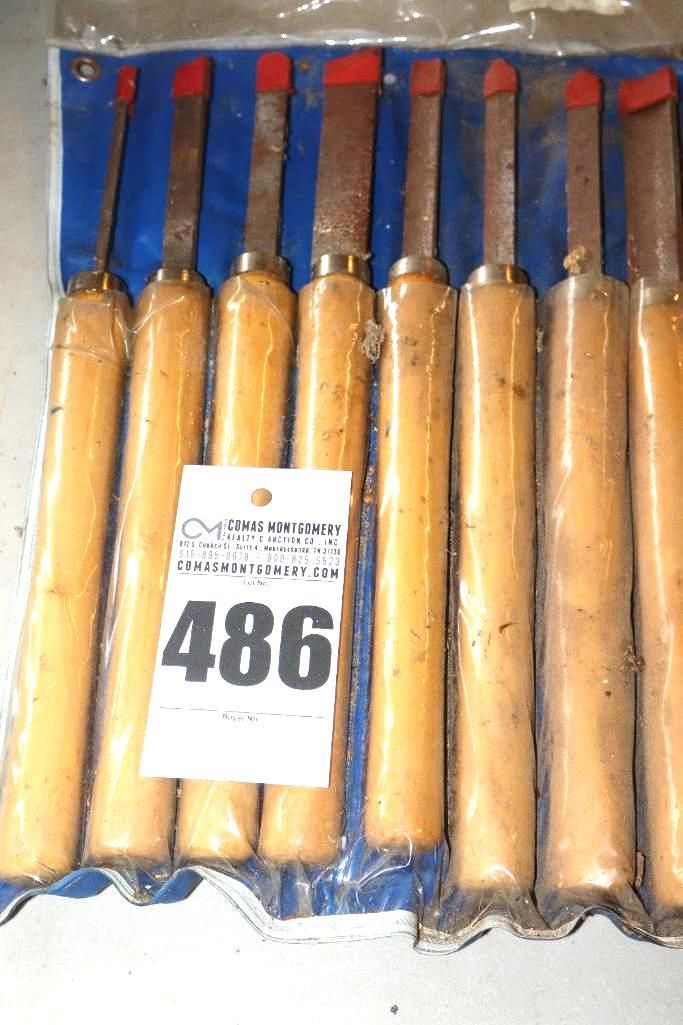 COMAS MONTGOMERY
REALTY & AUCTION CO., INC.
COMASMONTGOMERY.COM
Lot No.
486
Buyer No.